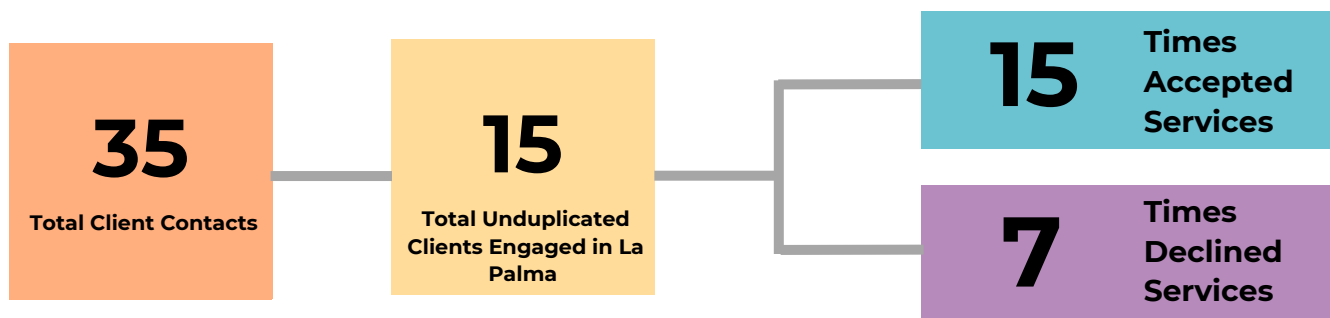 35
Total Client Contacts
15
Total Unduplicated
Clients Engaged in La
Palma
15
Times
Accepted
Services
7
Times
Declined
Services